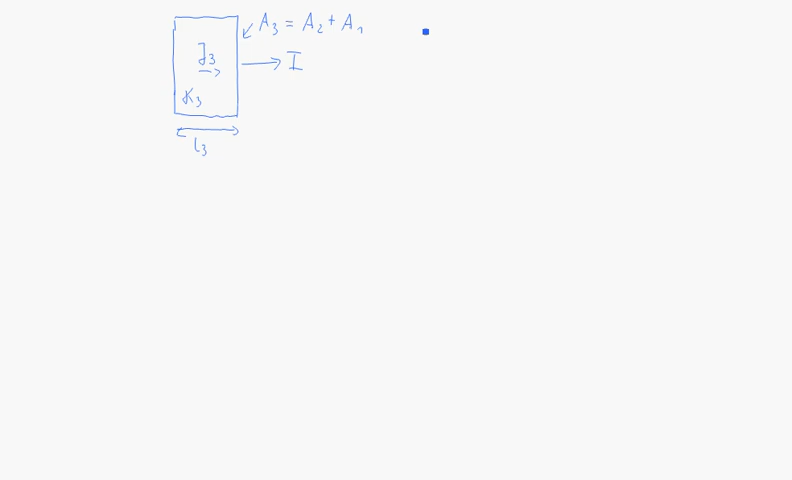 A₃ = A₂ + A₁
J₃
I
K₃
l₃